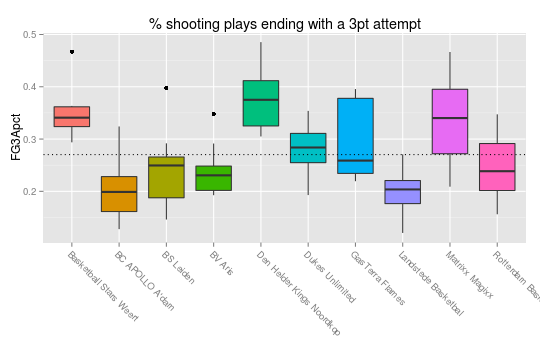 % shooting plays ending with a 3pt attempt
FG3Apct
0.5
0.4
0.3
0.2
Basketball Stars Weert
BC APOLLO A'dam
BS Leiden
BV Aris
Den Helder Kings Noordkop
Dukes Unlimited
GasTerra Flames
Landstede Basketbal
Matrixx Magixx
Rotterdam Bas